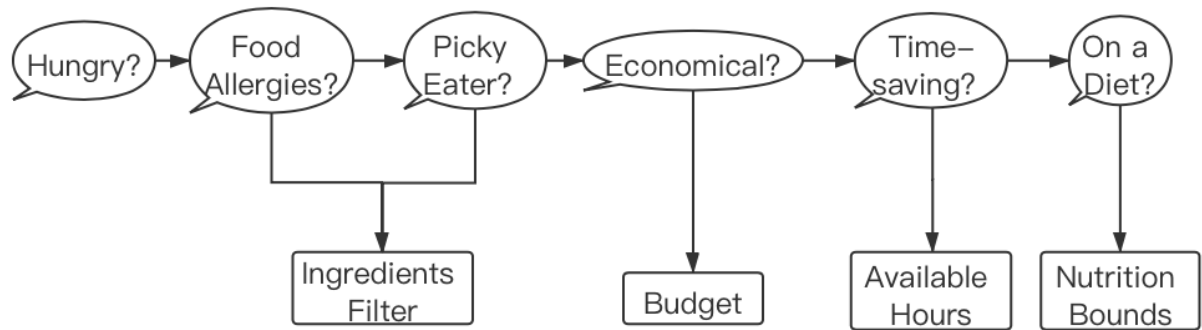 Hungry?
Food
Allergies?
Picky
Eater?
Economical?
Time-
saving?
On a
Diet?
Ingredients
Filter
Budget
Available
Hours
Nutrition
Bounds